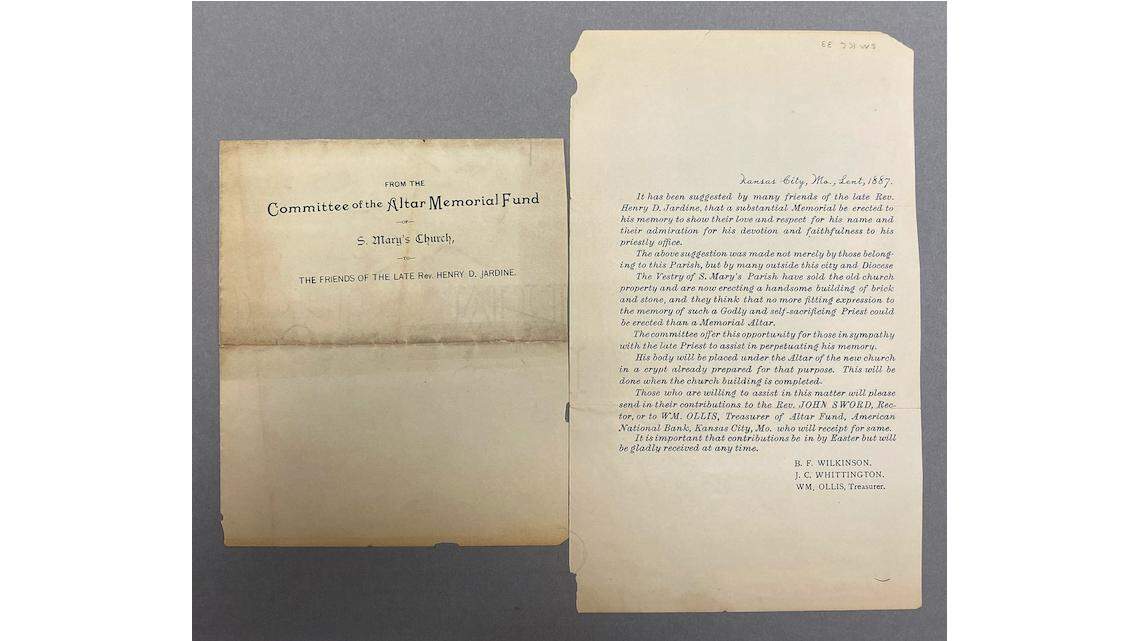 FROM THE
Committee of the Altar Memorial Fund
—OF—
S. Mary's Church,
—TO—
THE FRIENDS OF THE LATE Rev. HENRY D. JARDINE.
SMKC 33
Kansas City, Mo., Lent, 1887.
It has been suggested by many friends of the late Rev.
Henry D. Jardine, that a substantial Memorial be erected to
his memory to show their love and respect for his name and
their admiration for his devotion and faithfulness to his
priestly office.
The above suggestion was made not merely by those belong-
ing to this Parish, but by many outside this city and Diocese
The Vestry of S. Mary's Parish have sold the old church
property and are now erecting a handsome building of brick
and stone, and they think that no more fitting expression to
the memory of such a Godly and self-sacrificing Priest could
be erected than a Memorial Altar.
The committee offer this opportunity for those in sympathy
with the late Priest to assist in perpetuating his memory.
His body will be placed under the Altar of the new church
in a crypt already prepared for that purpose. This will be
done when the church building is completed.
Those who are willing to assist in this matter will please
send in their contributions to the Rev. JOHN SWORD, Rec-
tor, or to WM. OLLIS, Treasurer of Altar Fund, American
National Bank, Kansas City, Mo. who will receipt for same.
It is important that contributions be in by Easter but will
be gladly received at any time.
B. F. WILKINSON.
J. C. WHITTINGTON.
WM, OLLIS, Treasurer.